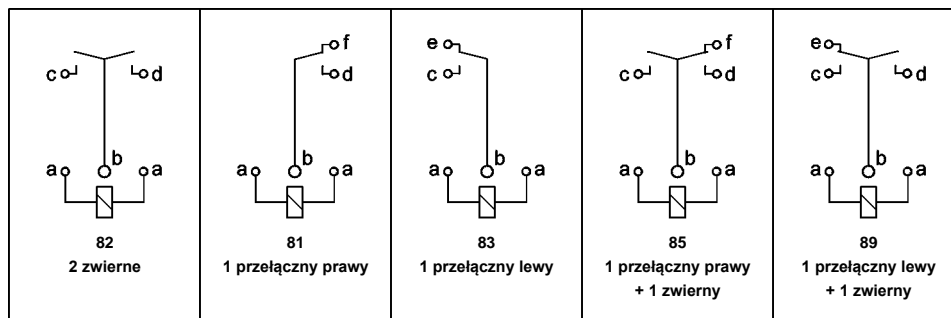 c d
a b a
82
2 zwierne
f
d
a b a
81
1 przełączny prawy
e
c
a b a
83
1 przełączny lewy
f
c d
a b a
85
1 przełączny prawy
+ 1 zwierny
e
c d
a b a
89
1 przełączny lewy
+ 1 zwierny